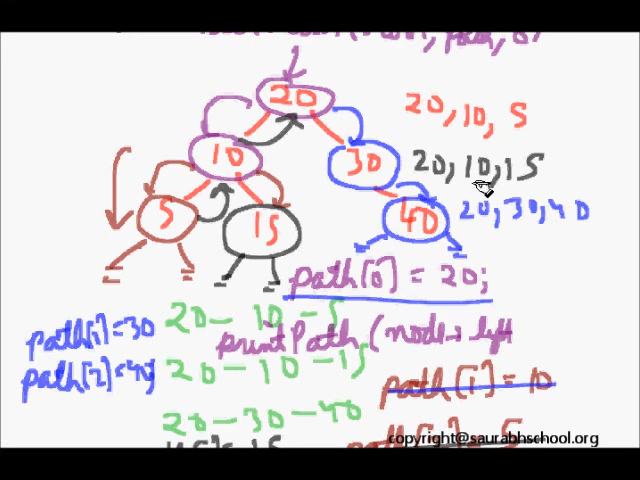 20
20, 10, 5
10
30
20, 10, 15
5
15
40
20, 30, 40
path[0] = 20;
path[1]=30
20 - 10 - 5
printPath (node → left
path[2]=40;
20 - 10 - 15
path[1] = 10
20 - 30 - 40
copyright@saurabhschool.org